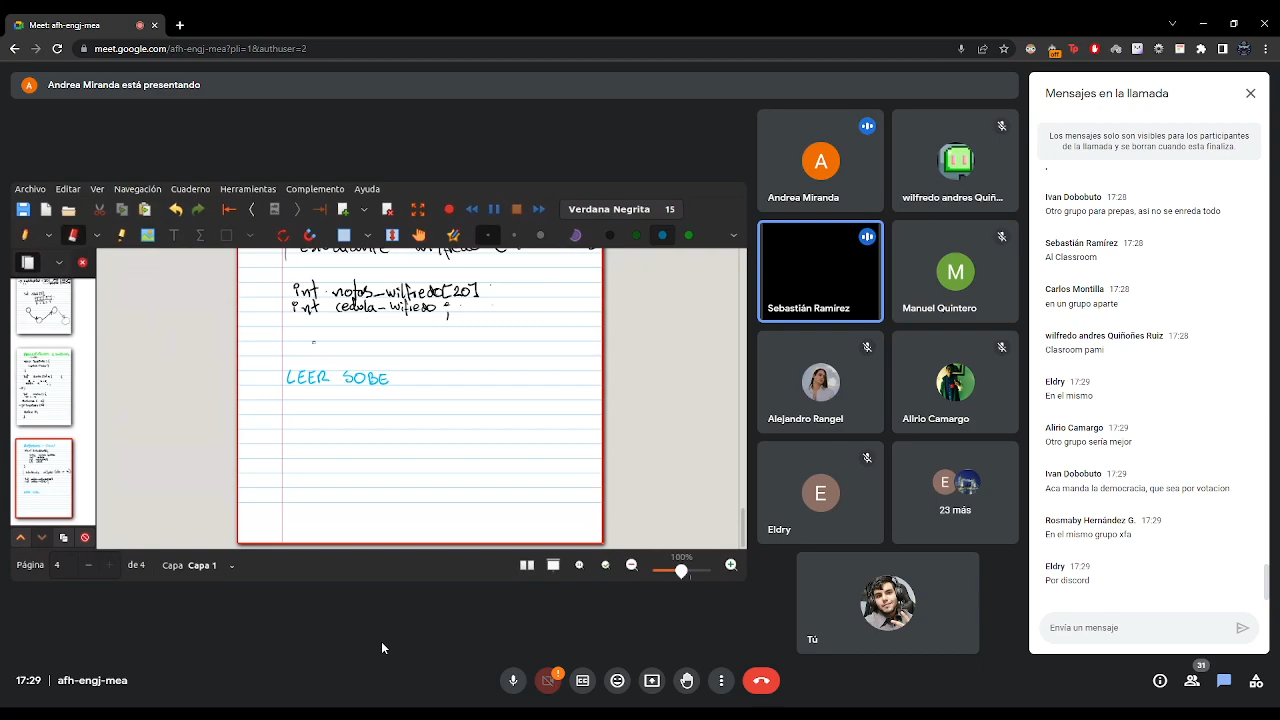 Meet: afh-engj-mea
meet.google.com/afh-engj-mea?pli=1&authuser=2
off
A
Andrea Miranda está presentando
Archivo Editar Ver Navegación Cuaderno Herramientas Complemento Ayuda
Verdana Negrita 15
int notas_wilfredo[20]
int cedula_wilfredo ;
LEER SOBE
Página 4 de 4 Capa Capa 1
100%
A
Andrea Miranda
wilfredo andres Quiñ...
Sebastián Ramírez
M
Manuel Quintero
Alejandro Rangel
Alirio Camargo
E
Eldry
E
23 más
Tú
Mensajes en la llamada
Los mensajes solo son visibles para los participantes
de la llamada y se borran cuando esta finaliza.
.
Ivan Dobobuto 17:28
Otro grupo para prepas, asi no se enreda todo
Sebastián Ramírez 17:28
Al Classroom
Carlos Montilla 17:28
en un grupo aparte
wilfredo andres Quiñoñes Ruiz 17:28
Clasroom pami
Eldry 17:29
En el mismo
Alirio Camargo 17:29
Otro grupo sería mejor
Ivan Dobobuto 17:29
Aca manda la democracia, que sea por votacion
Rosmaby Hernández G. 17:29
En el mismo grupo xfa
Eldry 17:29
Por discord
Envía un mensaje
17:29 afh-engj-mea
!
31